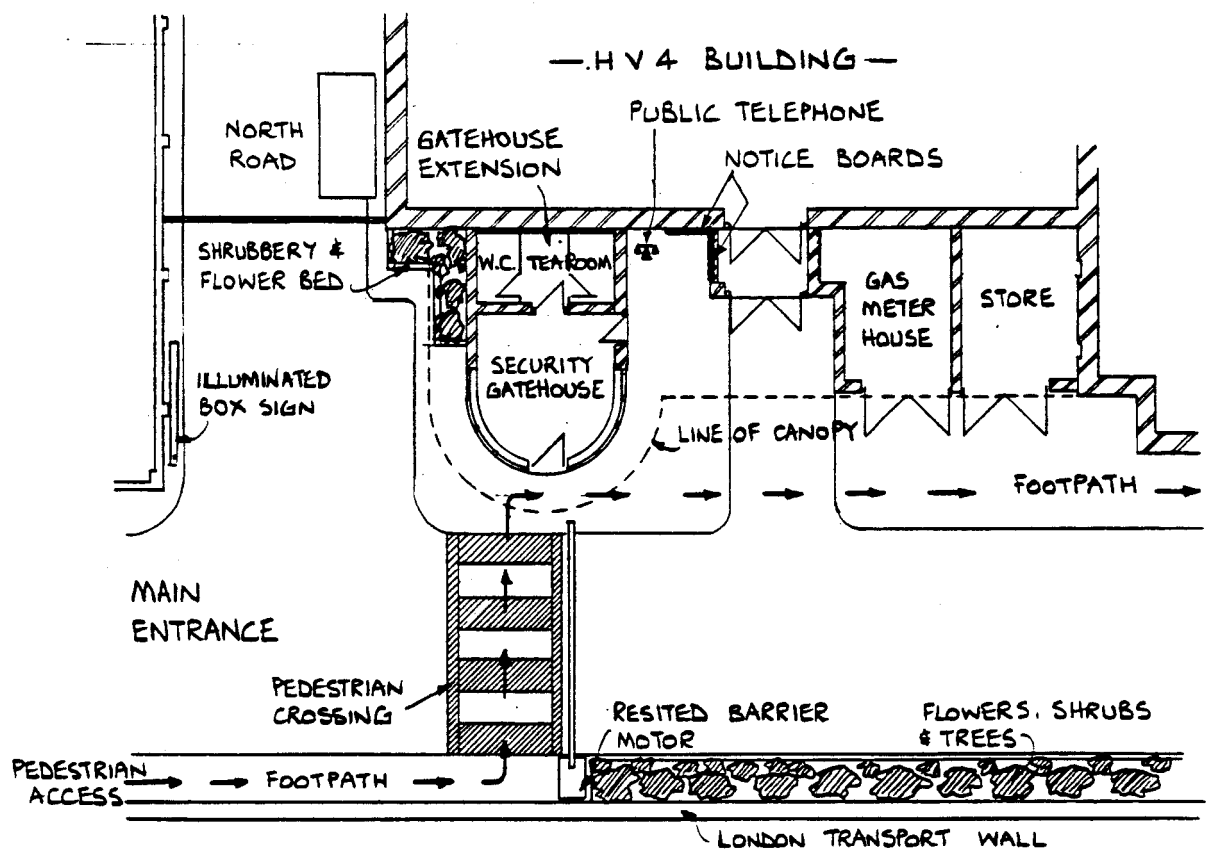 —.HV4 BUILDING—
PUBLIC TELEPHONE
NORTH
ROAD
GATEHOUSE
EXTENSION
NOTICE BOARDS
SHRUBBERY &
FLOWER BED
W.C.
TEAROOM
GAS
METER
HOUSE
STORE
SECURITY
GATEHOUSE
ILLUMINATED
BOX SIGN
LINE OF CANOPY
FOOTPATH
MAIN
ENTRANCE
PEDESTRIAN
CROSSING
RESITED BARRIER
MOTOR
FLOWERS, SHRUBS
& TREES
PEDESTRIAN
ACCESS
FOOTPATH
LONDON TRANSPORT WALL